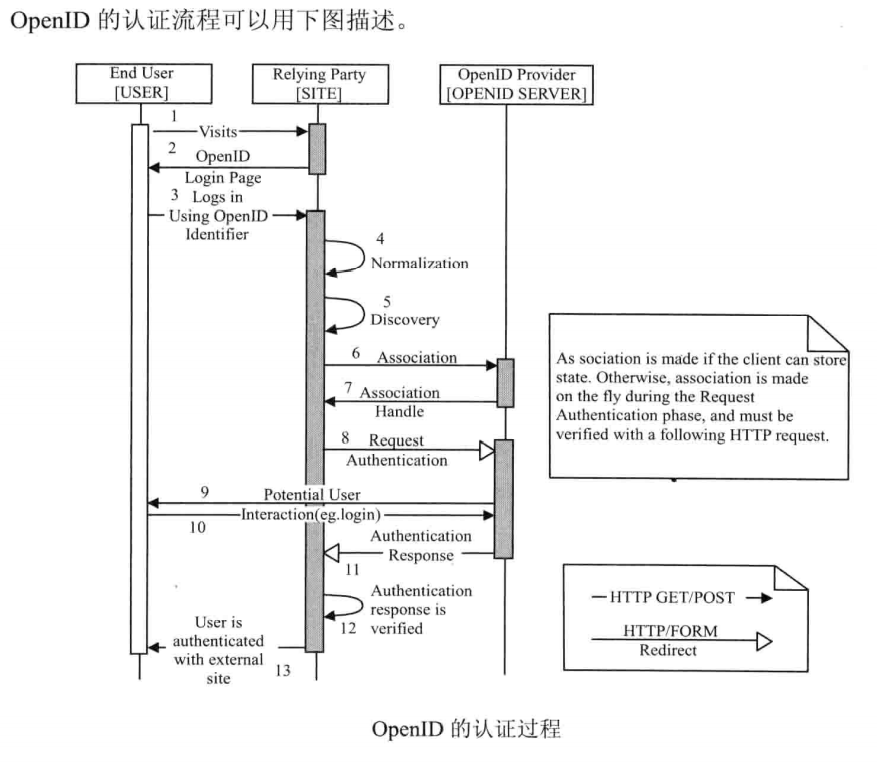 OpenID 的认证流程可以用下图描述。
End User
[USER]
Relying Party
[SITE]
OpenID Provider
[OPENID SERVER]
1
Visits
2
OpenID
Login Page
3 Logs in
Using OpenID
Identifier
4
Normalization
5
Discovery
6 Association
7 Association
Handle
8 Request
Authentication
9 Potential User
10 Interaction(eg.login)
Authentication
Response
11
Authentication
response is
12 verified
User is
authenticated
with external
site
13
As sociation is made if the client can store
state. Otherwise, association is made
on the fly during the Request
Authentication phase, and must be
verified with a following HTTP request.
HTTP GET/POST
HTTP/FORM
Redirect
OpenID 的认证过程